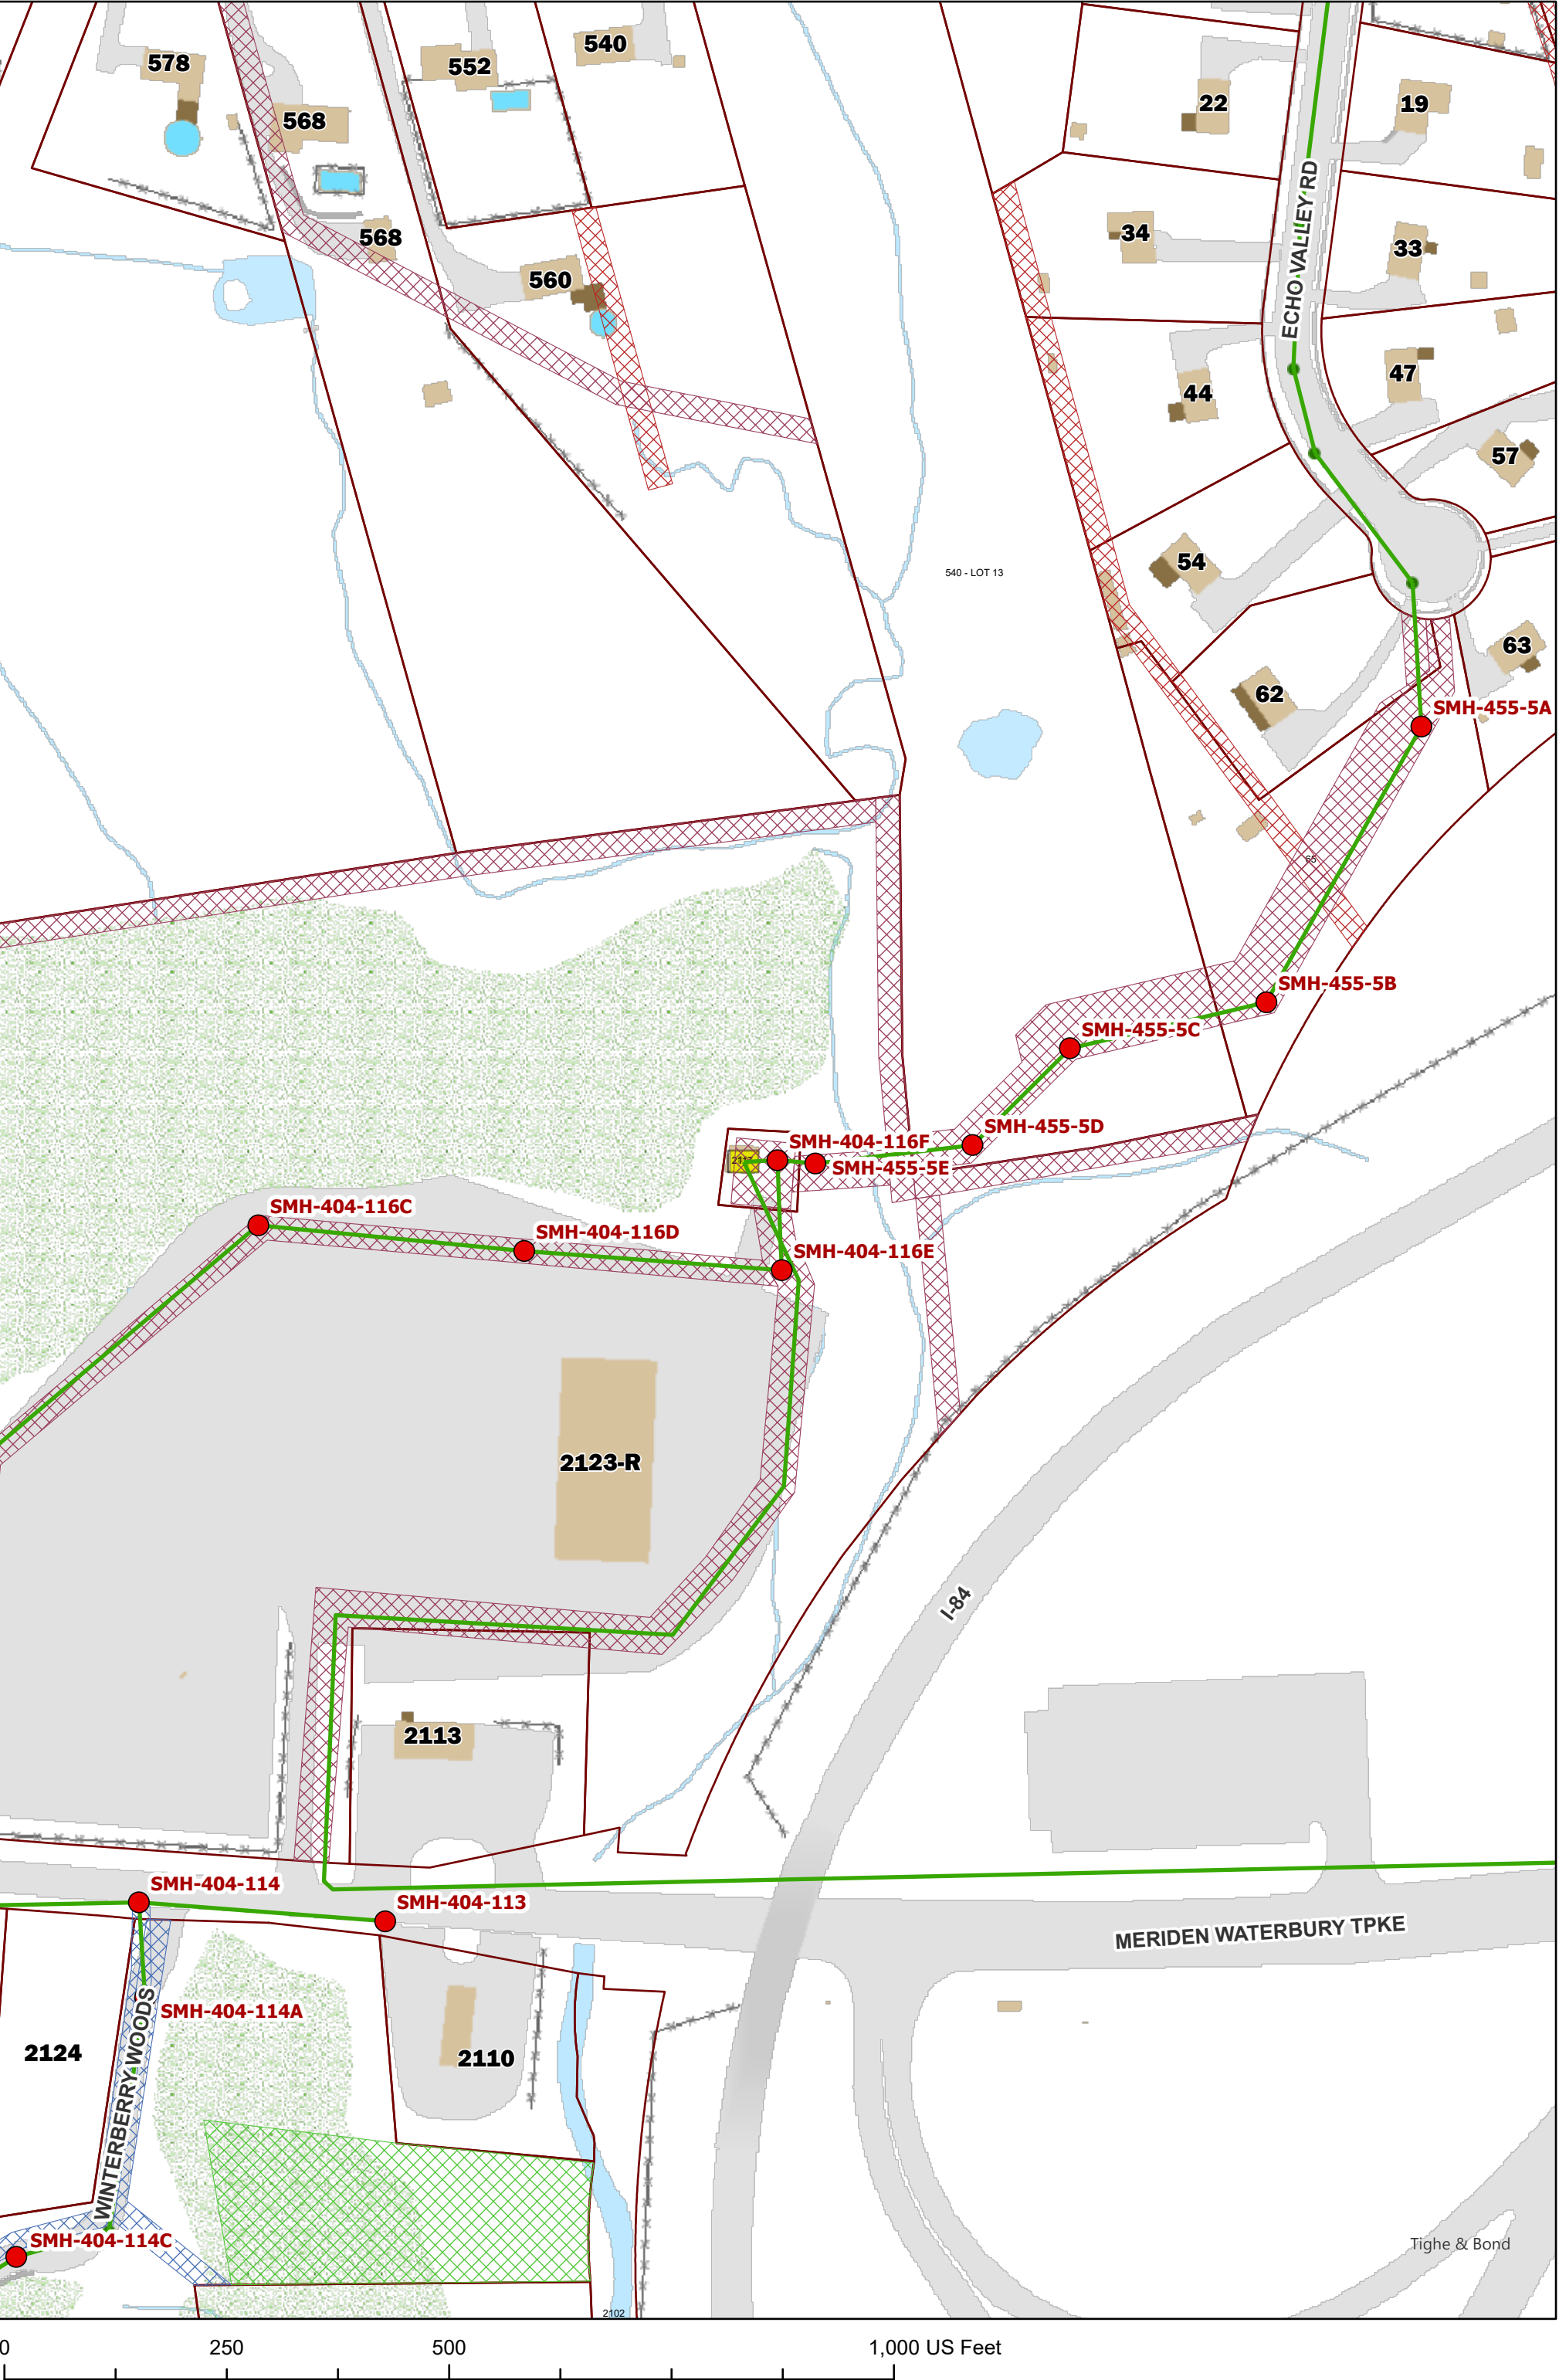 540
578
552
22
19
568
568
34
33
560
ECHO VALLEY RD
47
44
57
54
540 - LOT 13
63
62
SMH-455-5A
65
SMH-455-5B
SMH-455-5C
SMH-455-5D
SMH-404-116F
SMH-455-5E
SMH-404-116C
SMH-404-116D
SMH-404-116E
2123-R
I-84
2113
SMH-404-114
SMH-404-113
MERIDEN WATERBURY TPKE
SMH-404-114A
WINTERBERRY WOODS
2124
2110
SMH-404-114C
Tighe & Bond
2102
0 250 500 1,000 US Feet